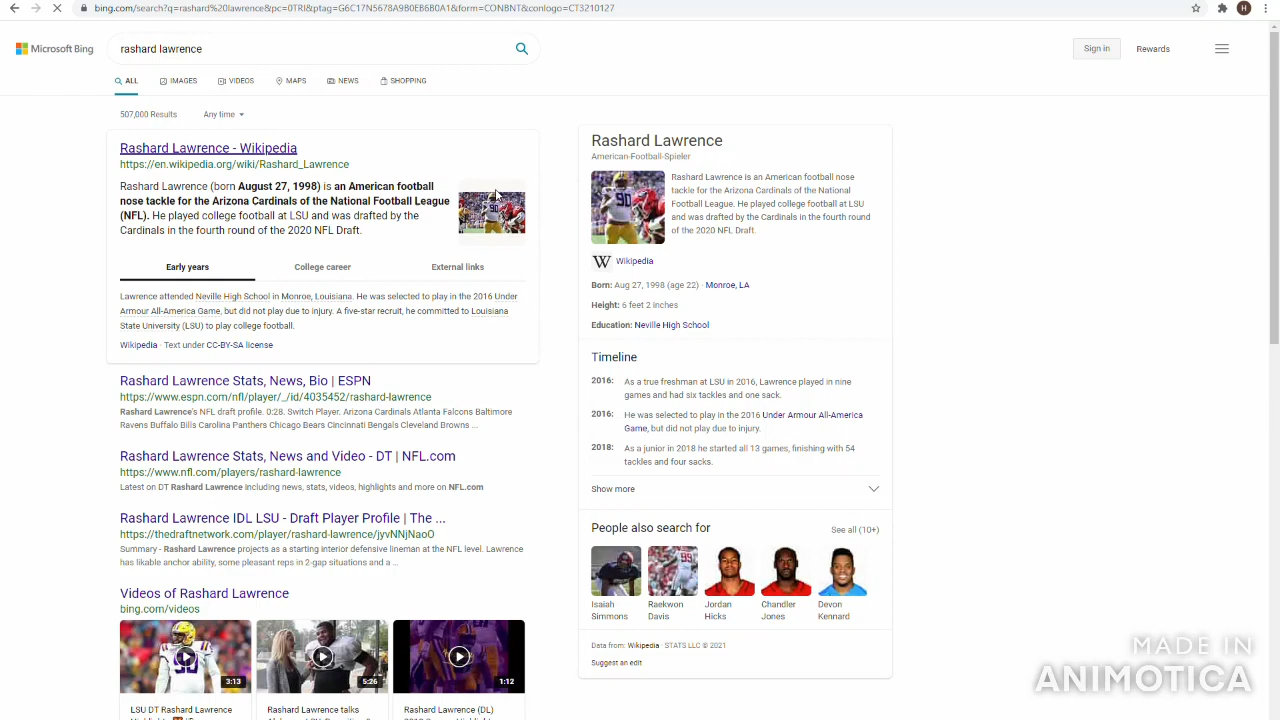 bing.com/search?q=rashard%20lawrence&pc=0TRI&ptag=G6C17N5678A9B0EB6B0A1&form=CONBNT&conlogo=CT3210127
H
Microsoft Bing
rashard lawrence
Sign in
Rewards
ALL
IMAGES
VIDEOS
MAPS
NEWS
SHOPPING
507,000 Results
Any time
Rashard Lawrence - Wikipedia
https://en.wikipedia.org/wiki/Rashard_Lawrence
Rashard Lawrence (born August 27, 1998) is an American football
nose tackle for the Arizona Cardinals of the National Football League
(NFL). He played college football at LSU and was drafted by the
Cardinals in the fourth round of the 2020 NFL Draft.
Early years
College career
External links
Lawrence attended Neville High School in Monroe, Louisiana. He was selected to play in the 2016 Under
Armour All-America Game, but did not play due to injury. A five-star recruit, he committed to Louisiana
State University (LSU) to play college football.
Wikipedia · Text under CC-BY-SA license
Rashard Lawrence Stats, News, Bio | ESPN
https://www.espn.com/nfl/player/_/id/4035452/rashard-lawrence
Rashard Lawrence's NFL draft profile. 0:28. Switch Player. Arizona Cardinals Atlanta Falcons Baltimore
Ravens Buffalo Bills Carolina Panthers Chicago Bears Cincinnati Bengals Cleveland Browns ...
Rashard Lawrence Stats, News and Video - DT | NFL.com
https://www.nfl.com/players/rashard-lawrence
Latest on DT Rashard Lawrence including news, stats, videos, highlights and more on NFL.com
Rashard Lawrence IDL LSU - Draft Player Profile | The ...
https://thedraftnetwork.com/player/rashard-lawrence/jyvNNjNaoO
Summary - Rashard Lawrence projects as a starting interior defensive lineman at the NFL level. Lawrence
has likable anchor ability, some pleasant reps in 2-gap situations and a ...
Videos of Rashard Lawrence
bing.com/videos
3:13
5:26
1:12
LSU DT Rashard Lawrence
Rashard Lawrence talks
Rashard Lawrence (DL)
Rashard Lawrence
American-Football-Spieler
Rashard Lawrence is an American football nose
tackle for the Arizona Cardinals of the National
Football League. He played college football at
LSU and was drafted by the Cardinals in the fourth
round of the 2020 NFL Draft.
W Wikipedia
Born: Aug 27, 1998 (age 22) · Monroe, LA
Height: 6 feet 2 inches
Education: Neville High School
Timeline
2016: As a true freshman at LSU in 2016, Lawrence played in nine
games and had six tackles and one sack.
2016: He was selected to play in the 2016 Under Armour All-America
Game, but did not play due to injury.
2018: As a junior in 2018 he started all 13 games, finishing with 54
tackles and four sacks.
Show more
People also search for
See all (10+)
Isaiah
Simmons
Raekwon
Davis
Jordan
Hicks
Chandler
Jones
Devon
Kennard
Data from: Wikipedia · STATS LLC © 2021
Suggest an edit
MADE IN
ANIMOTICA